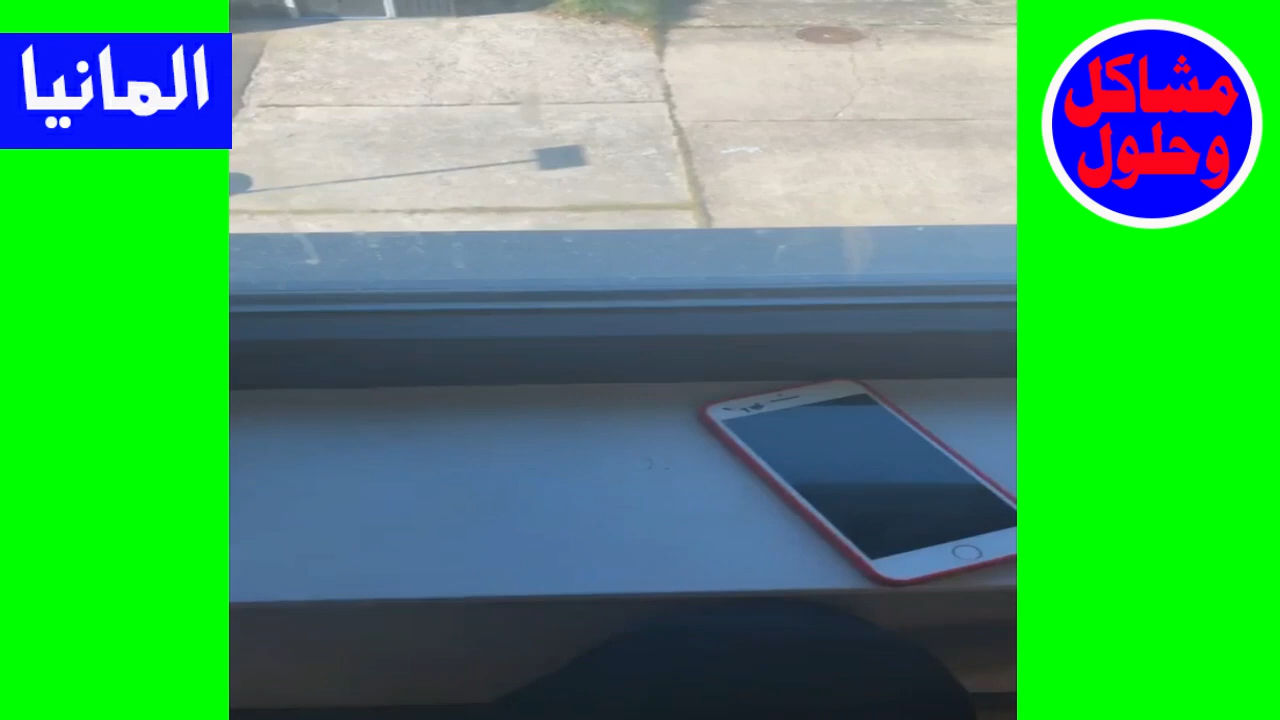 المانيا
مشاكل
وحلول